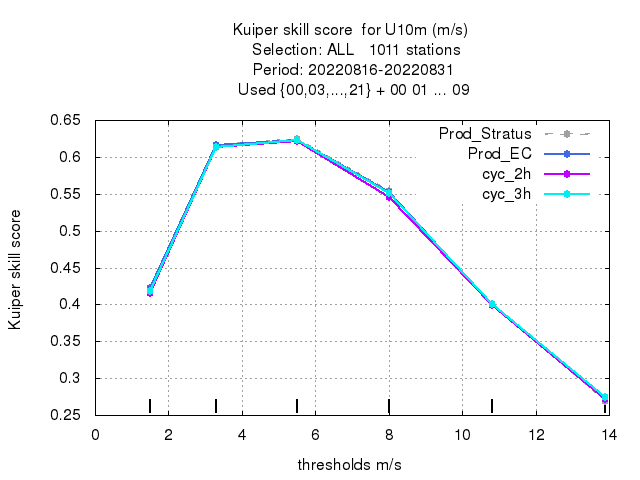 Kuiper skill score  for U10m (m/s)
Selection: ALL   1011 stations
Period: 20220816-20220831
Used {00,03,...,21} + 00 01 ... 09
Prod_Stratus
Prod_EC
cyc_2h
cyc_3h
Kuiper skill score
0.65
0.6
0.55
0.5
0.45
0.4
0.35
0.3
0.25
0 2 4 6 8 10 12 14
thresholds m/s